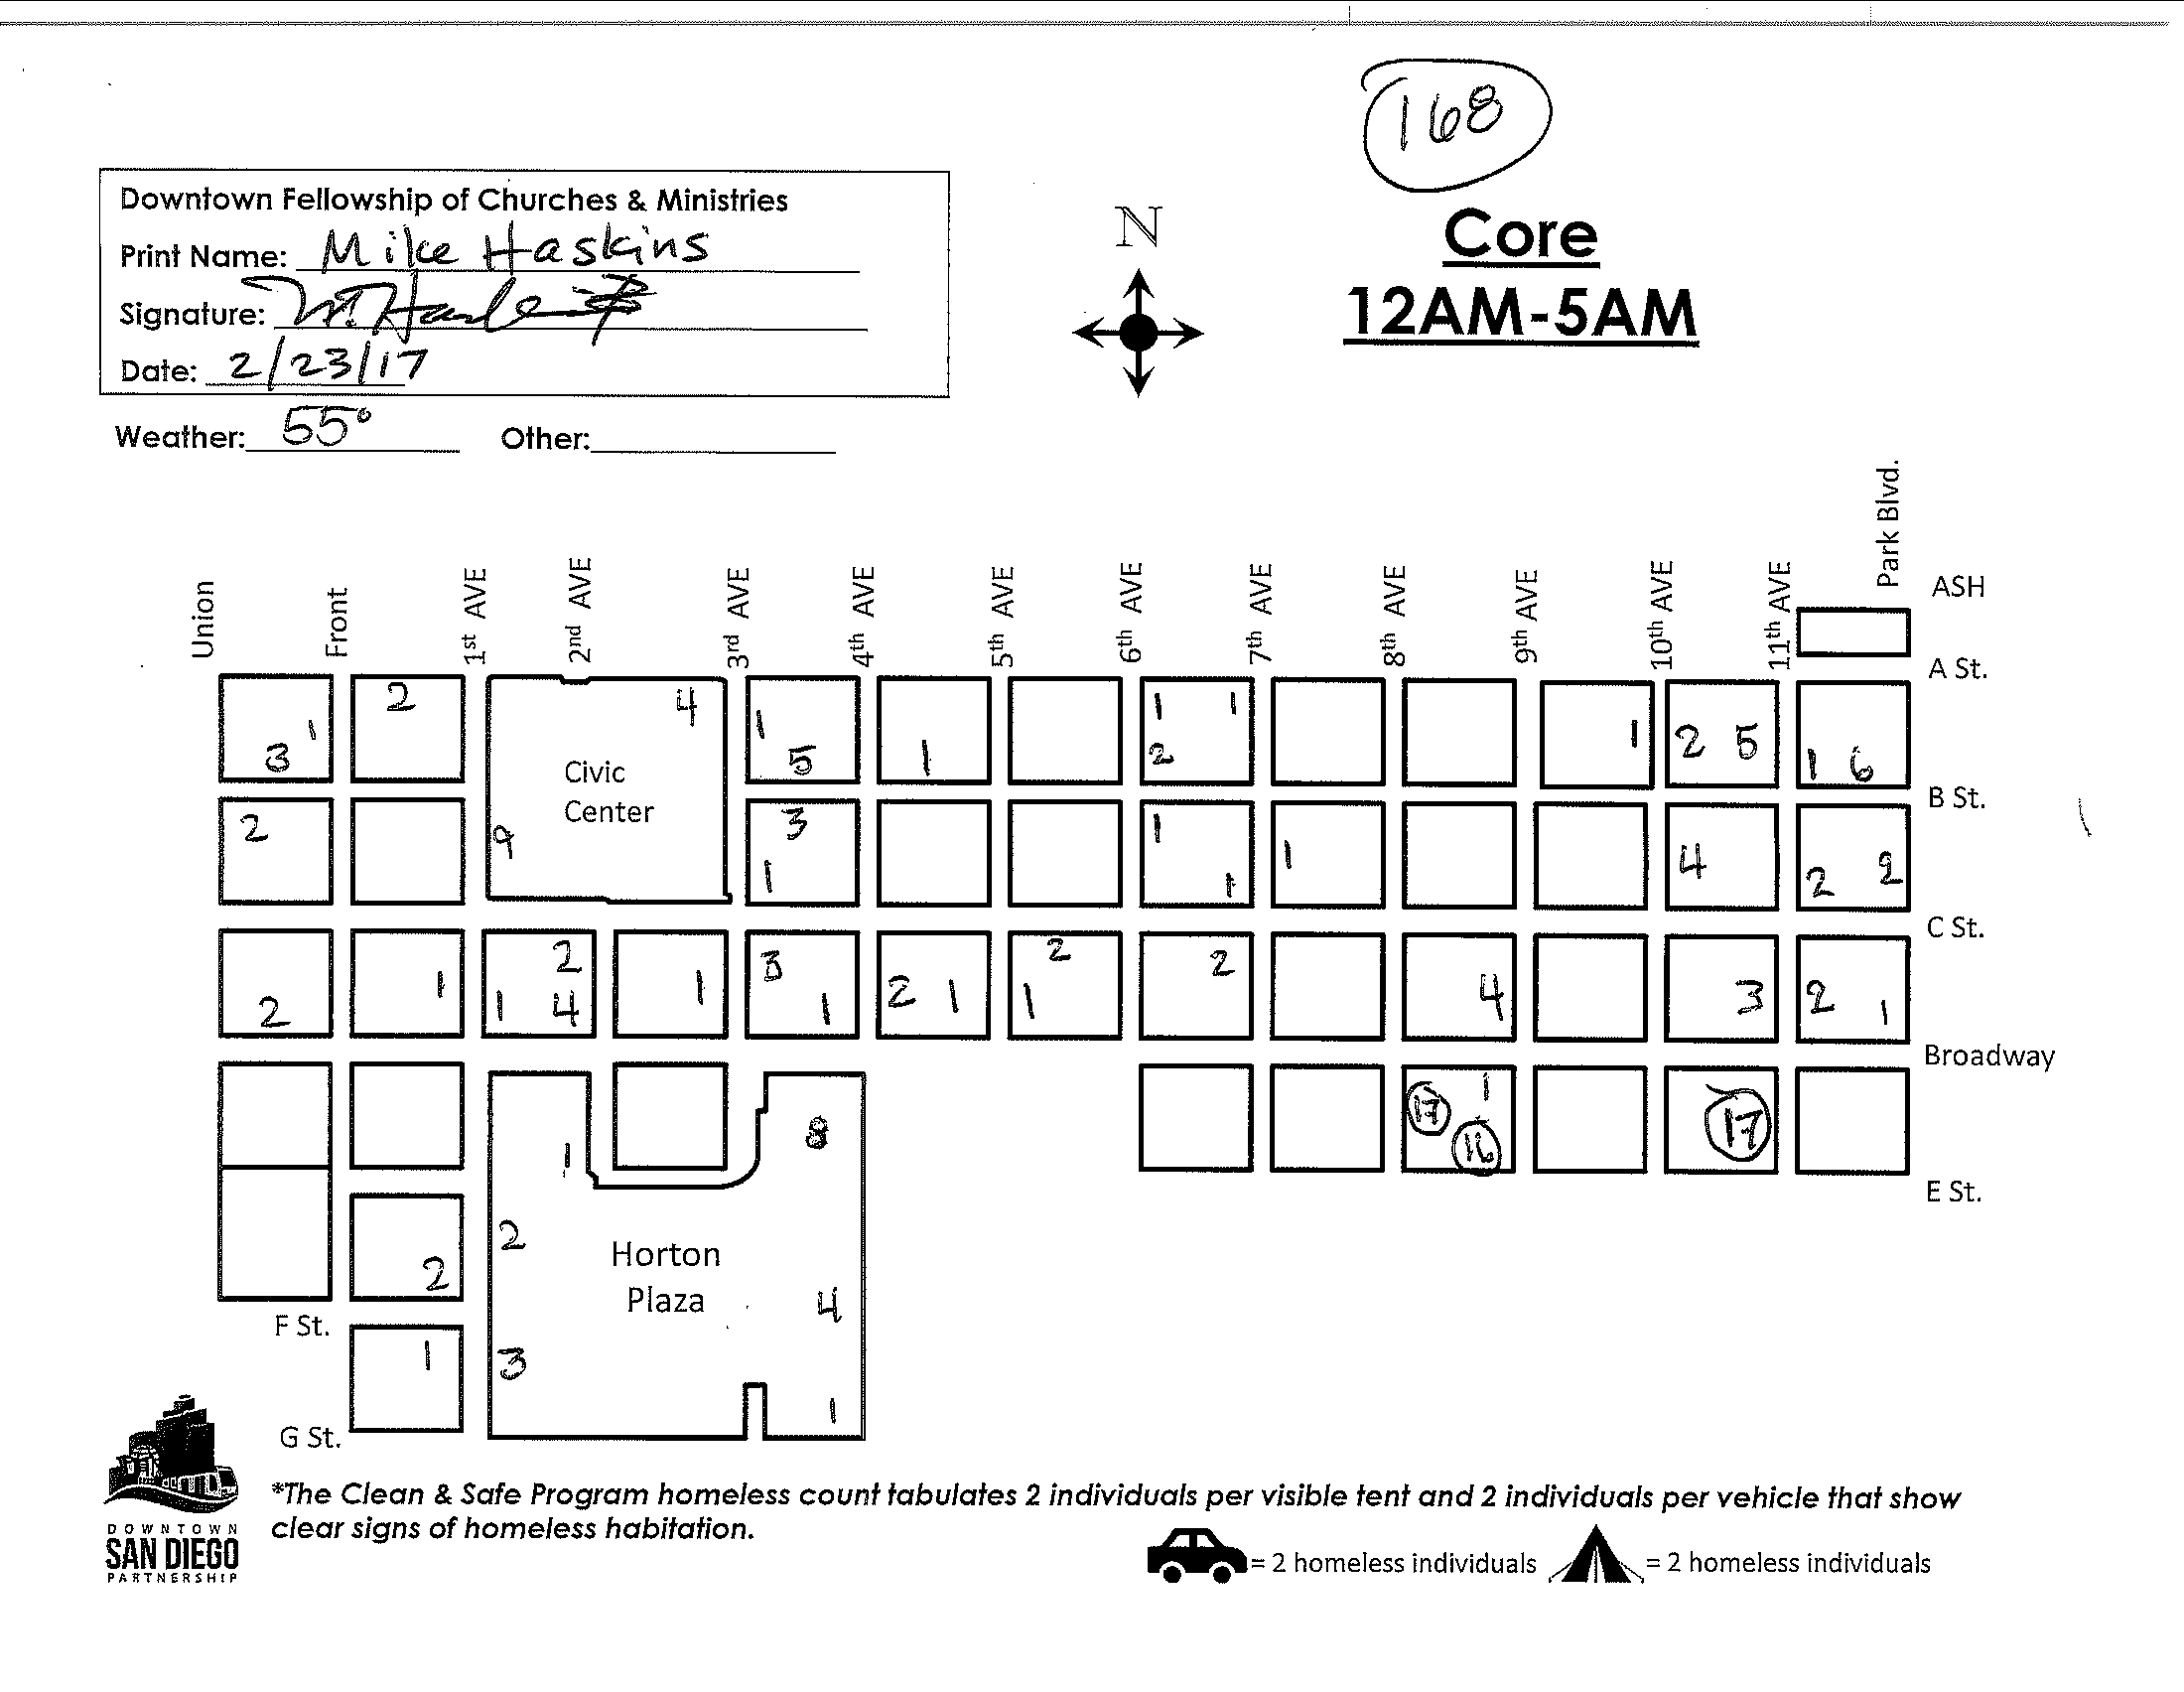 168
Downtown Fellowship of Churches & Ministries
Print Name: Mike Haskins
Signature:
Date: 2/23/17
Weather: 55° Other:
N
Core
12AM-5AM
Union Front 1st AVE 2nd AVE 3rd AVE 4th AVE 5th AVE 6th AVE 7th AVE 8th AVE 9th AVE 10th AVE 11th AVE Park Blvd.
ASH
A St.
3 1 2 4 1 5 1 1 1 2 1 2 5 1 6
Civic
Center
B St.
2 9 3 1 1 1 1 4 2 2
C St.
2 1 2 1 4 1 3 1 2 1 2 1 2 4 3 2 1
Broadway
1 8 17 1 16 17
E St.
2 2 4
Horton
Plaza
F St.
1 3 1
G St.
*The Clean & Safe Program homeless count tabulates 2 individuals per visible tent and 2 individuals per vehicle that show
clear signs of homeless habitation.
DOWNTOWN
SAN DIEGO
PARTNERSHIP
= 2 homeless individuals = 2 homeless individuals